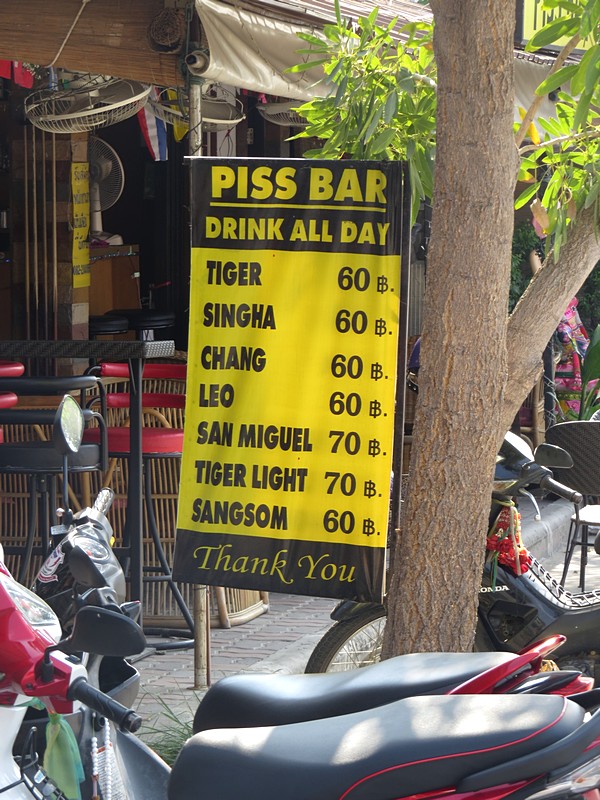 PISS BAR
DRINK ALL DAY
TIGER 60 ฿.
SINGHA 60 ฿.
CHANG 60 ฿.
LEO 60 ฿.
SAN MIGUEL 70 ฿.
TIGER LIGHT 70 ฿.
SANGSOM 60 ฿.
Thank You
HONDA